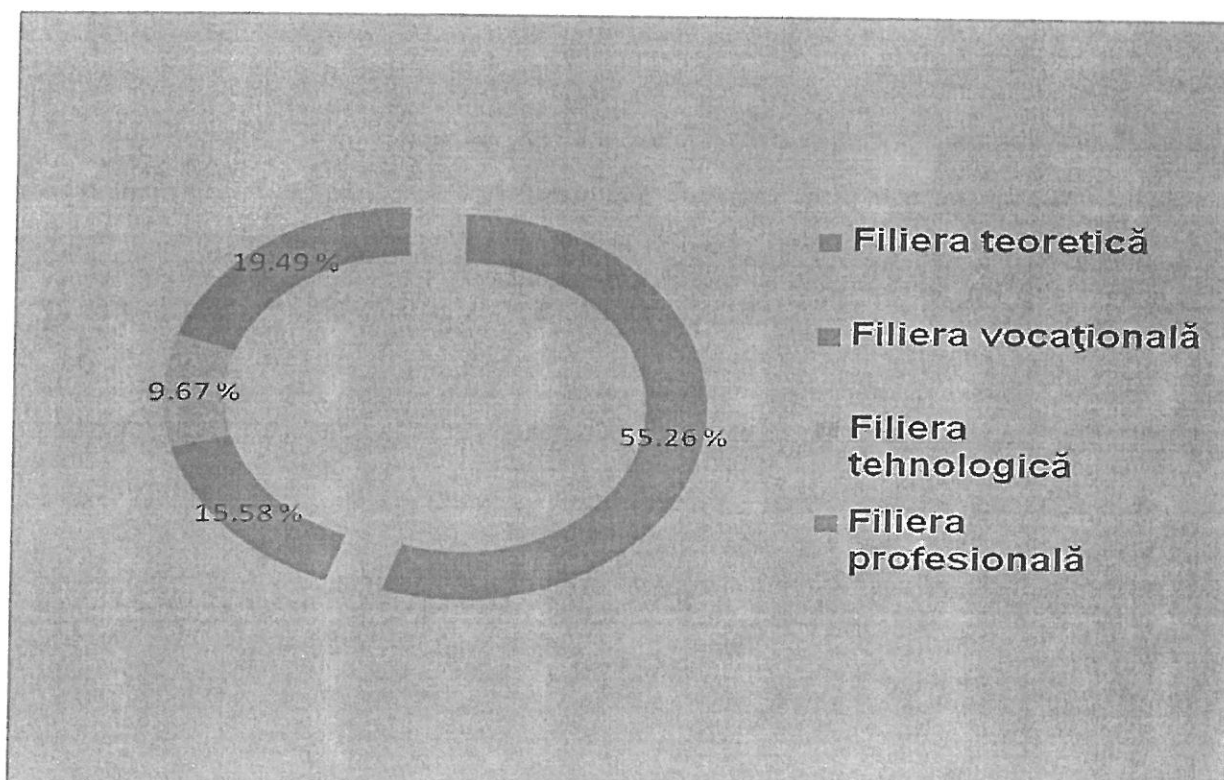 19.49 %
9.67 %
15.58 %
55.26 %
Filiera teoretică
Filiera vocaţională
Filiera
tehnologică
Filiera
profesională